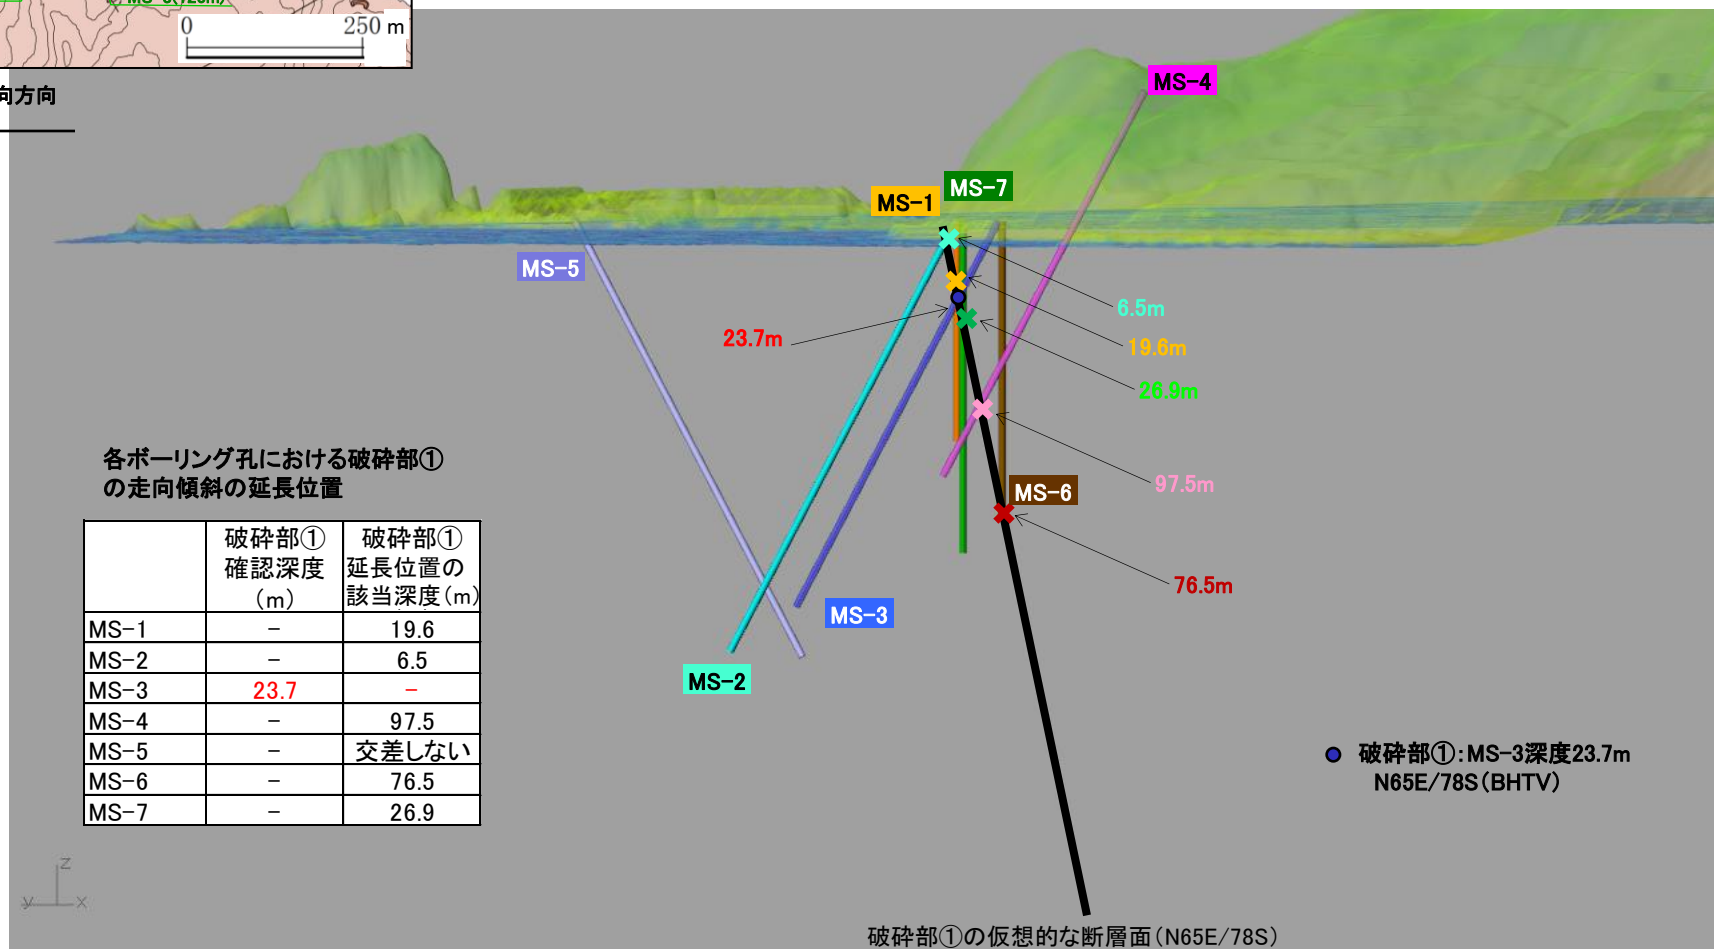 0 250 m
向方向
MS-4
MS-7
MS-1
MS-5
6.5m
23.7m
19.6m
26.9m
97.5m
MS-6
76.5m
MS-3
MS-2
各ボーリング孔における破砕部①
の走向傾斜の延長位置
破砕部① 破砕部①
確認深度 延長位置の
(m) 該当深度(m)
MS-1 - 19.6
MS-2 - 6.5
MS-3 23.7 -
MS-4 - 97.5
MS-5 - 交差しない
MS-6 - 76.5
MS-7 - 26.9
破砕部①:MS-3深度23.7m
N65E/78S(BHTV)
z
y x
破砕部①の仮想的な断層面(N65E/78S)